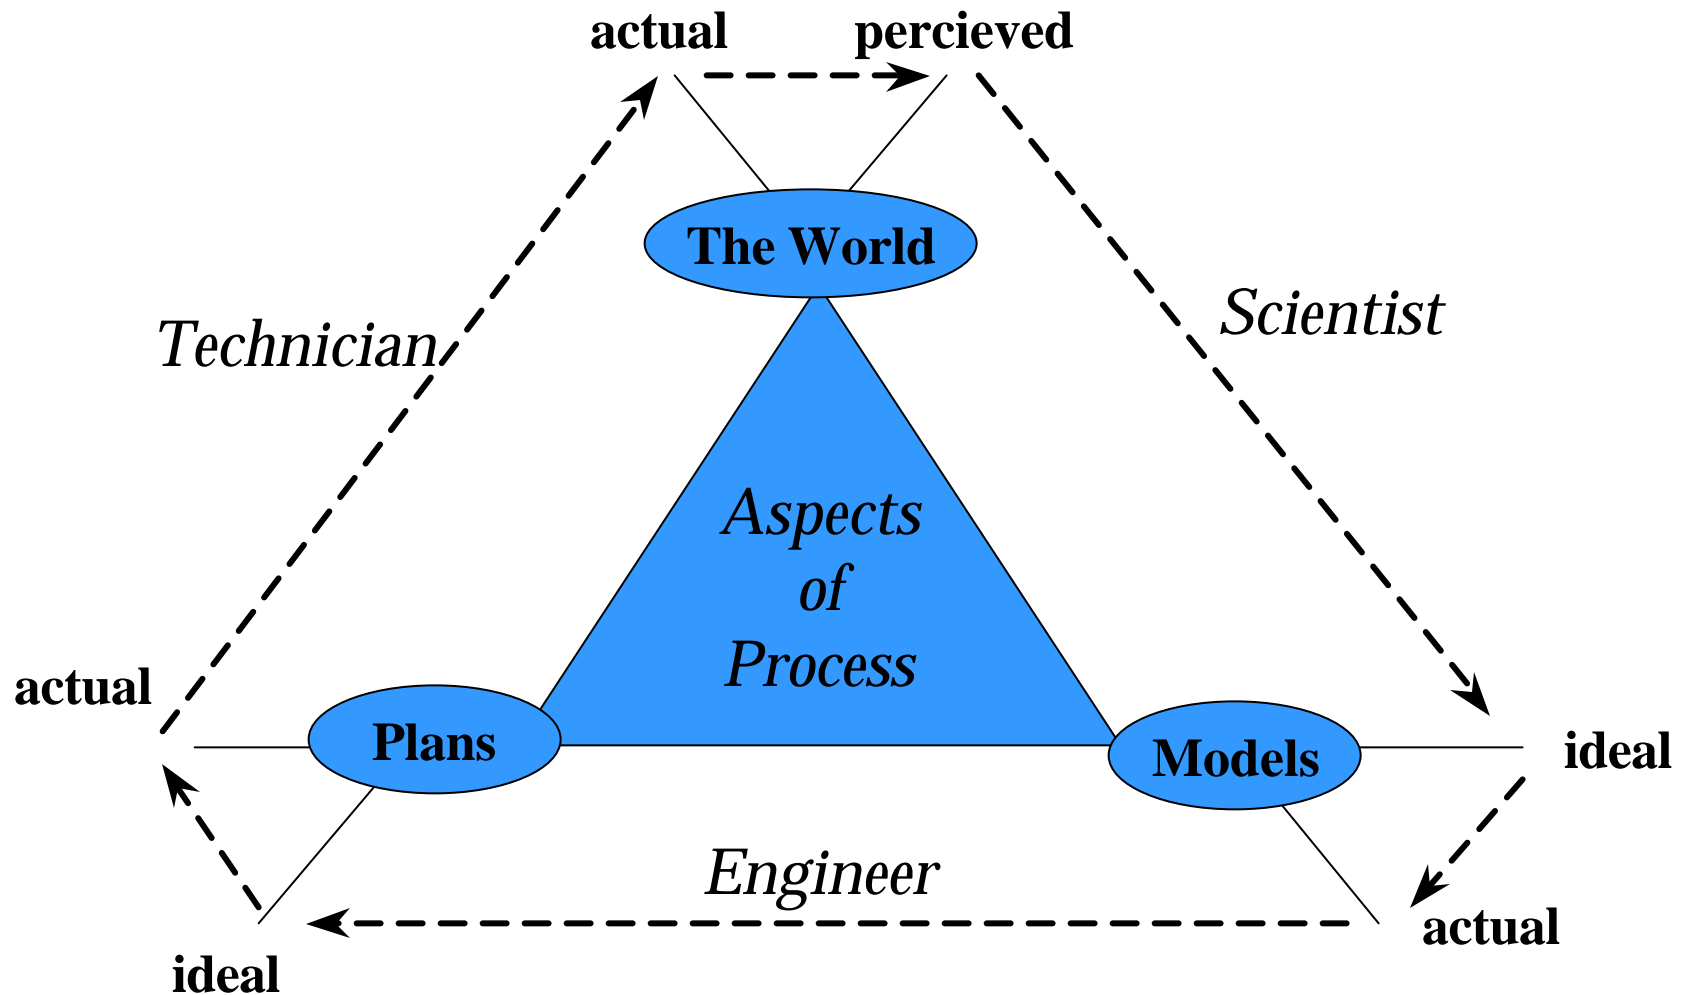 actual percieved
The World
Scientist
Technician
Aspects
of
Process
actual
Plans
Models
ideal
Engineer
actual
ideal